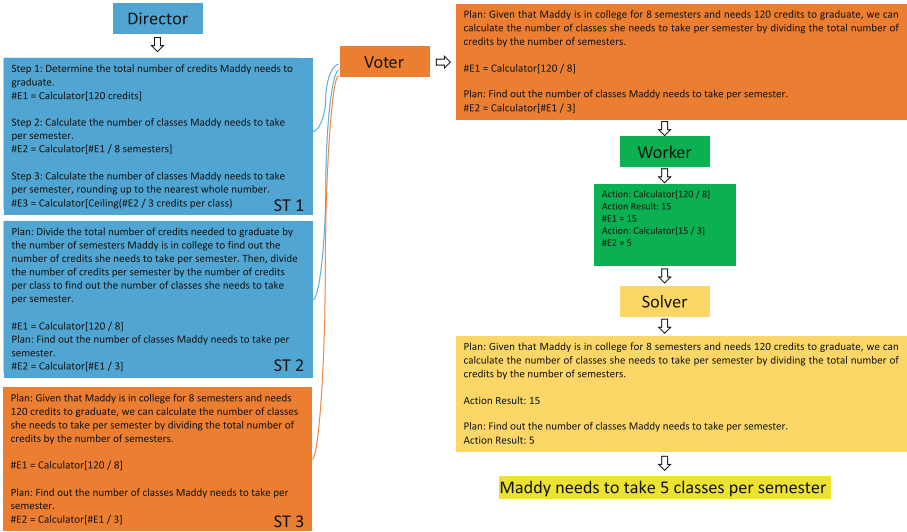 Director
Step 1: Determine the total number of credits Maddy needs to
graduate.
#E1 = Calculator[120 credits]
Step 2: Calculate the number of classes Maddy needs to take
per semester.
#E2 = Calculator[#E1 / 8 semesters]
Step 3: Calculate the number of classes Maddy needs to take
per semester, rounding up to the nearest whole number.
#E3 = Calculator[Ceiling(#E2 / 3 credits per class)
ST 1
Plan: Divide the total number of credits needed to graduate by
the number of semesters Maddy is in college to find out the
number of credits she needs to take per semester. Then, divide
the number of credits per semester by the number of credits
per class to find out the number of classes she needs to take
per semester.
#E1 = Calculator[120 / 8]
Plan: Find out the number of classes Maddy needs to take per
semester.
#E2 = Calculator[#E1 / 3]
ST 2
Plan: Given that Maddy is in college for 8 semesters and needs
120 credits to graduate, we can calculate the number of classes
she needs to take per semester by dividing the total number of
credits by the number of semesters.
#E1 = Calculator[120 / 8]
Plan: Find out the number of classes Maddy needs to take per
semester.
#E2 = Calculator[#E1 / 3]
ST 3
Voter
Plan: Given that Maddy is in college for 8 semesters and needs 120 credits to graduate, we can
calculate the number of classes she needs to take per semester by dividing the total number of
credits by the number of semesters.
#E1 = Calculator[120 / 8]
Plan: Find out the number of classes Maddy needs to take per semester.
#E2 = Calculator[#E1 / 3]
Worker
Action: Calculator[120 / 8]
Action Result: 15
#E1 = 15
Action: Calculator[15 / 3]
#E2 = 5
Solver
Plan: Given that Maddy is in college for 8 semesters and needs 120 credits to graduate, we can
calculate the number of classes she needs to take per semester by dividing the total number of
credits by the number of semesters.
Action Result: 15
Plan: Find out the number of classes Maddy needs to take per semester.
Action Result: 5
Maddy needs to take 5 classes per semester